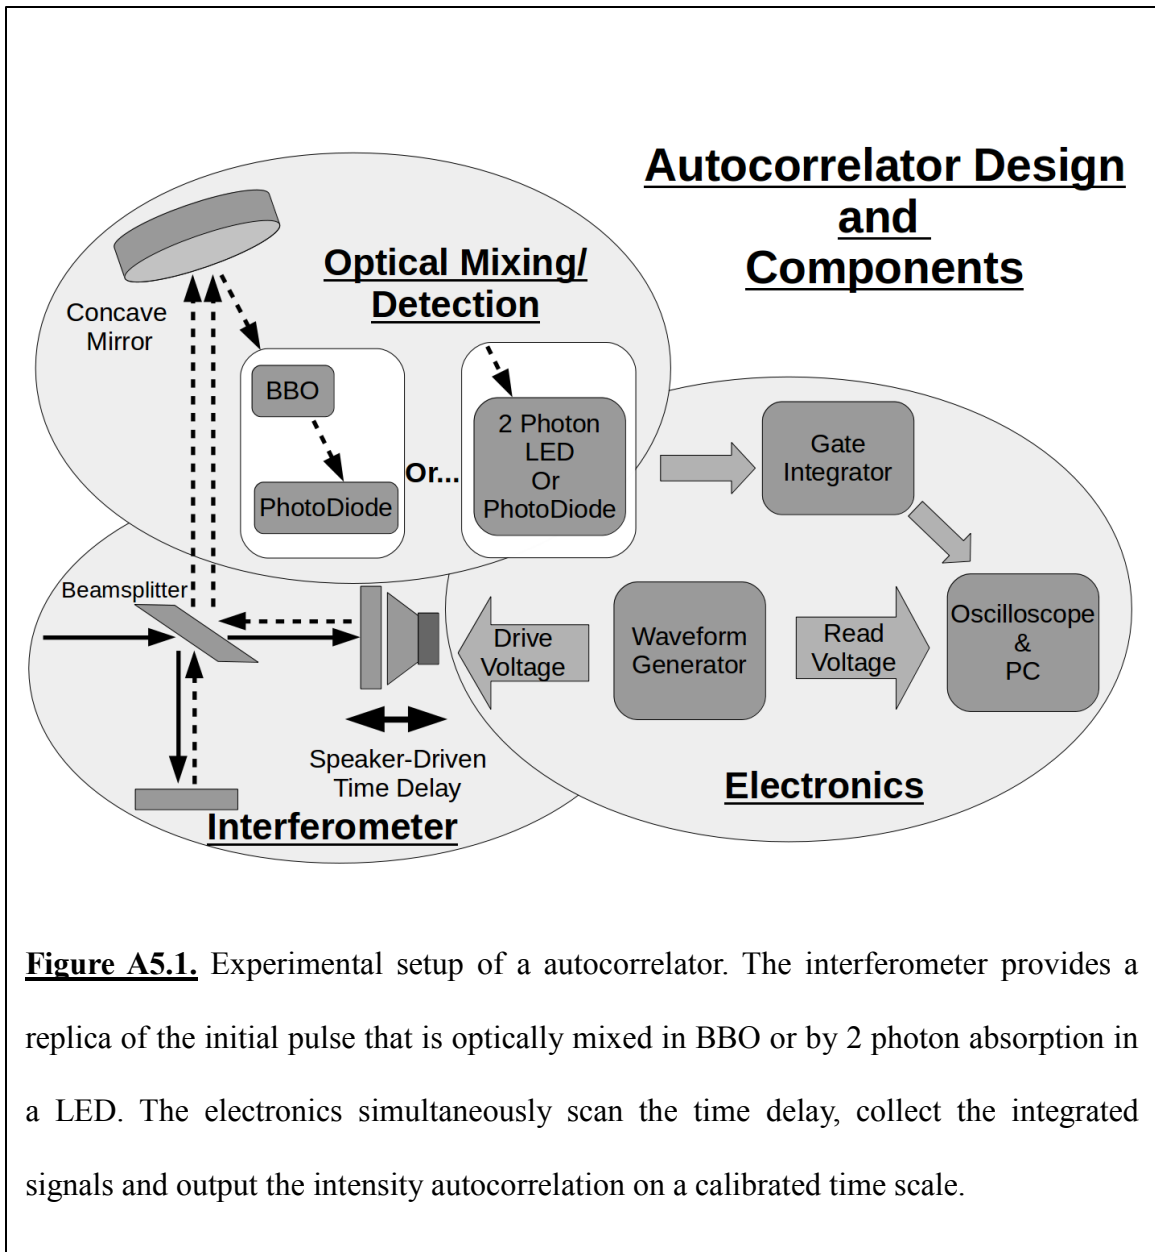 Autocorrelator Design
and
Components
Optical Mixing/
Detection
Concave
Mirror
BBO
PhotoDiode
Or...
2 Photon
LED
Or
PhotoDiode
Gate
Integrator
Beamsplitter
Drive
Voltage
Waveform
Generator
Read
Voltage
Oscilloscope
&
PC
Speaker-Driven
Time Delay
Interferometer
Electronics
Figure A5.1. Experimental setup of a autocorrelator. The interferometer provides a
replica of the initial pulse that is optically mixed in BBO or by 2 photon absorption in
a LED. The electronics simultaneously scan the time delay, collect the integrated
signals and output the intensity autocorrelation on a calibrated time scale.